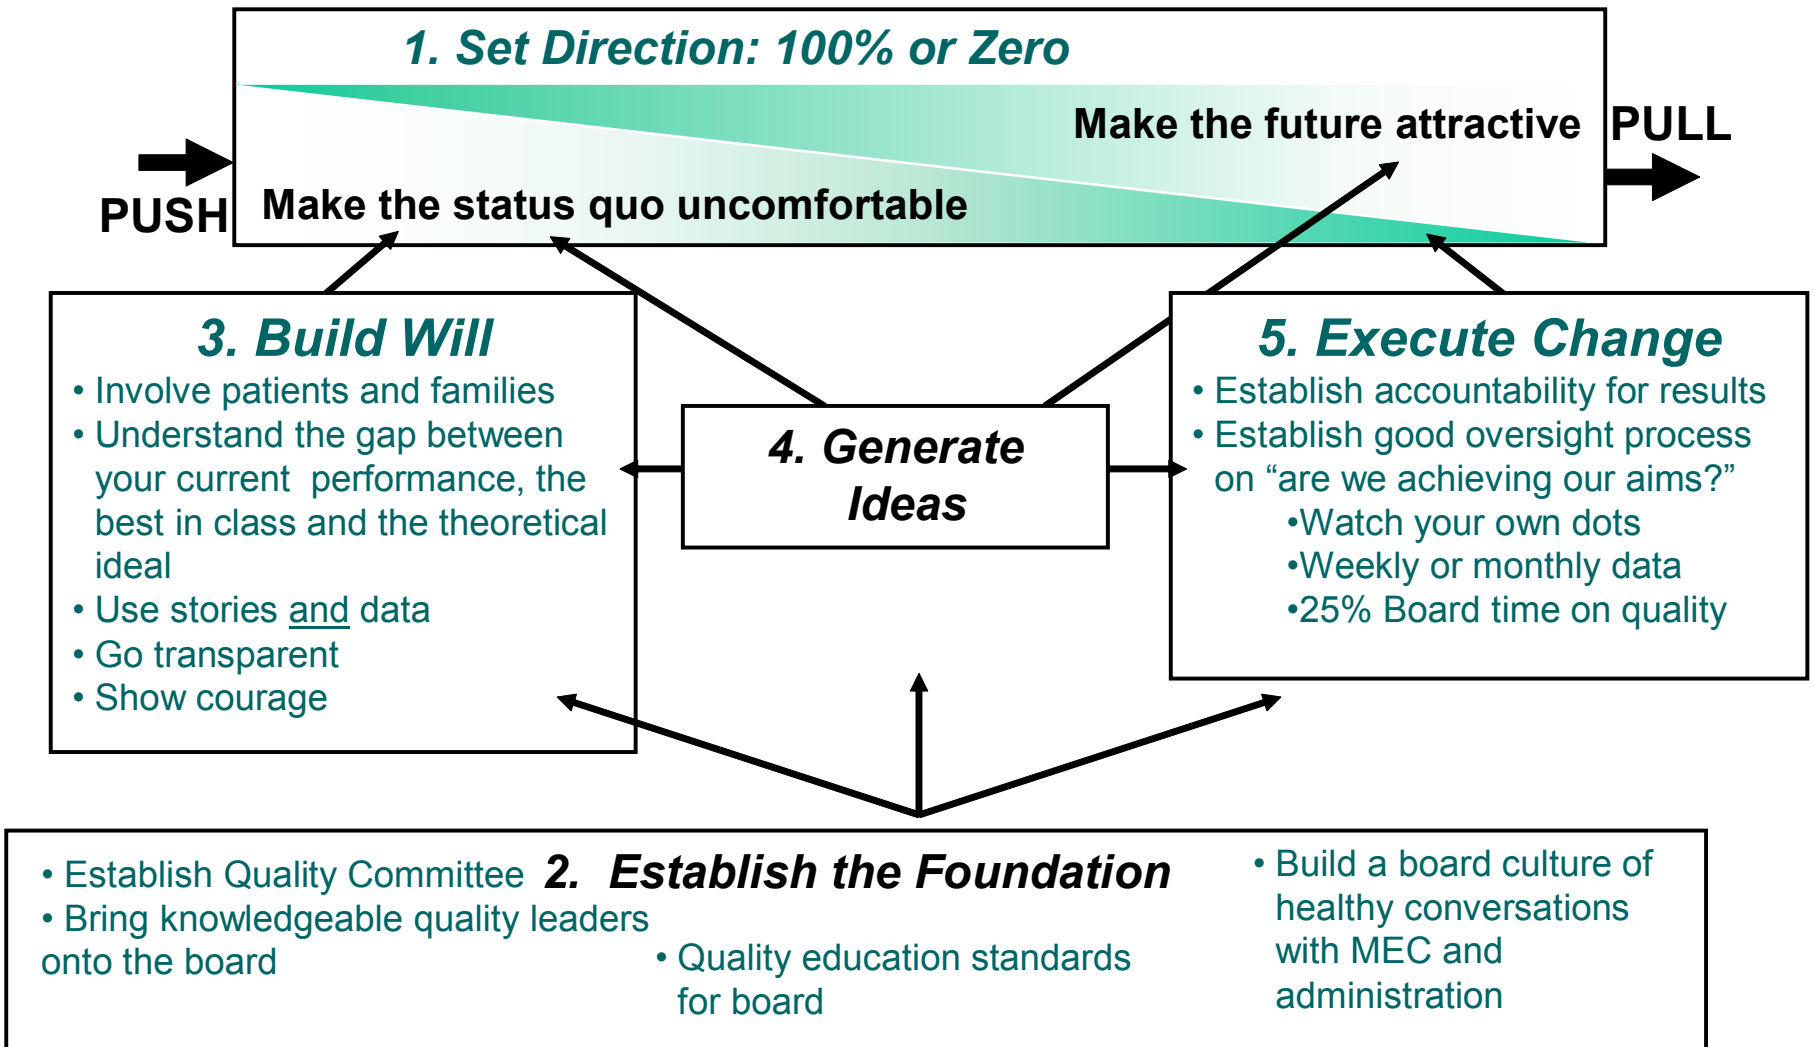 1. Set Direction: 100% or Zero
Make the future attractive
PULL
PUSH
Make the status quo uncomfortable
3. Build Will
• Involve patients and families
• Understand the gap between
your current  performance, the
best in class and the theoretical
ideal
• Use stories and data
• Go transparent
• Show courage
4. Generate
Ideas
5. Execute Change
• Establish accountability for results
• Establish good oversight process
on “are we achieving our aims?”
•Watch your own dots
•Weekly or monthly data
•25% Board time on quality
2.  Establish the Foundation
• Establish Quality Committee
• Bring knowledgeable quality leaders
onto the board
• Quality education standards
for board
• Build a board culture of
healthy conversations
with MEC and
administration